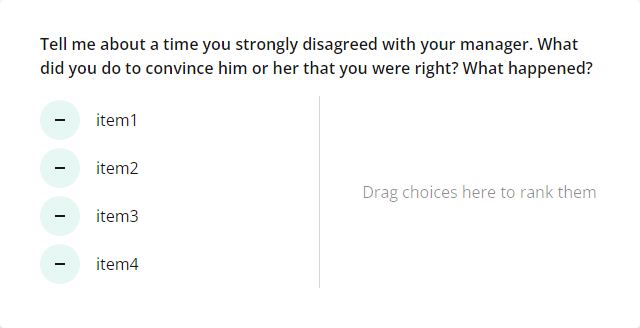 Tell me about a time you strongly disagreed with your manager. What
did you do to convince him or her that you were right? What happened?
– item1
– item2
– item3
– item4
Drag choices here to rank them